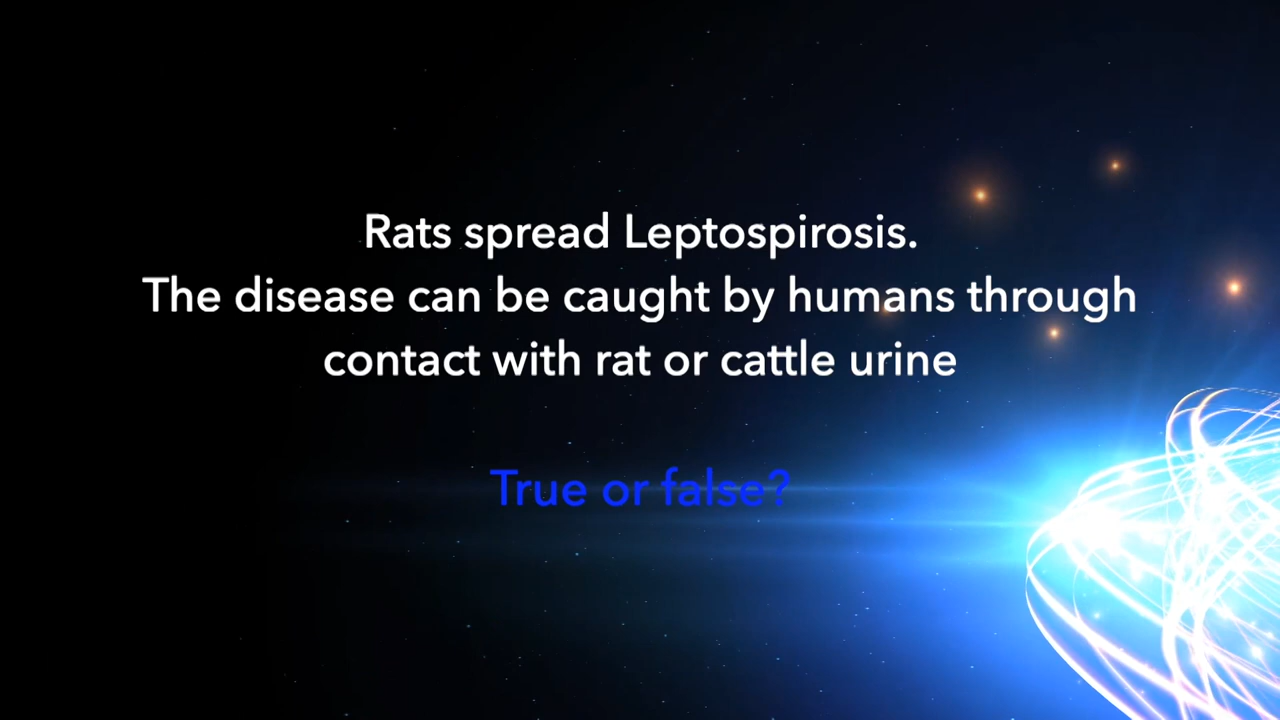 Rats spread Leptospirosis.
The disease can be caught by humans through
contact with rat or cattle urine
True or false?